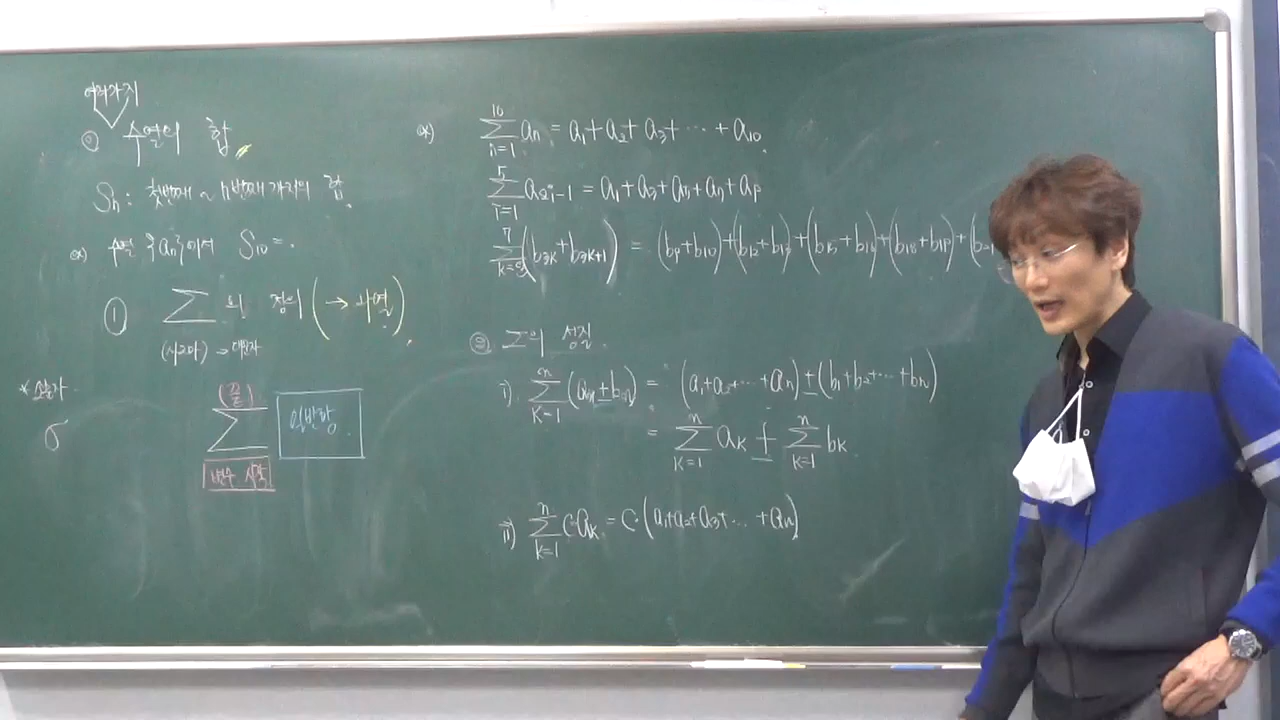 여러가지
② 수열의 합
Sn: 첫번째 ~ n번째 까지의 합.
ex) 수열 {an}에서 S10 = .
① ∑의 정의 (→ 나열)
(시그마) → 대문자
* 소문자
σ
(끝)
∑ 일반항
변수 시작
ex) ∑_{n=1}^{10} an = a1+a2+a3+⋯+a10
∑_{i=1}^{5} a2i-1 = a1+a3+a5+a7+a9
∑_{k=3}^{7} (b3k+b3k+1) = (b9+b10)+(b12+b13)+(b15+b16)+(b18+b19)+(b21
② ∑의 성질
i) ∑_{k=1}^{n} (ak±bk) = (a1+a2+⋯+an)±(b1+b2+⋯+bn)
= ∑_{k=1}^{n} ak ± ∑_{k=1}^{n} bk
ii) ∑_{k=1}^{n} c·ak = c·(a1+a2+a3+⋯+an)